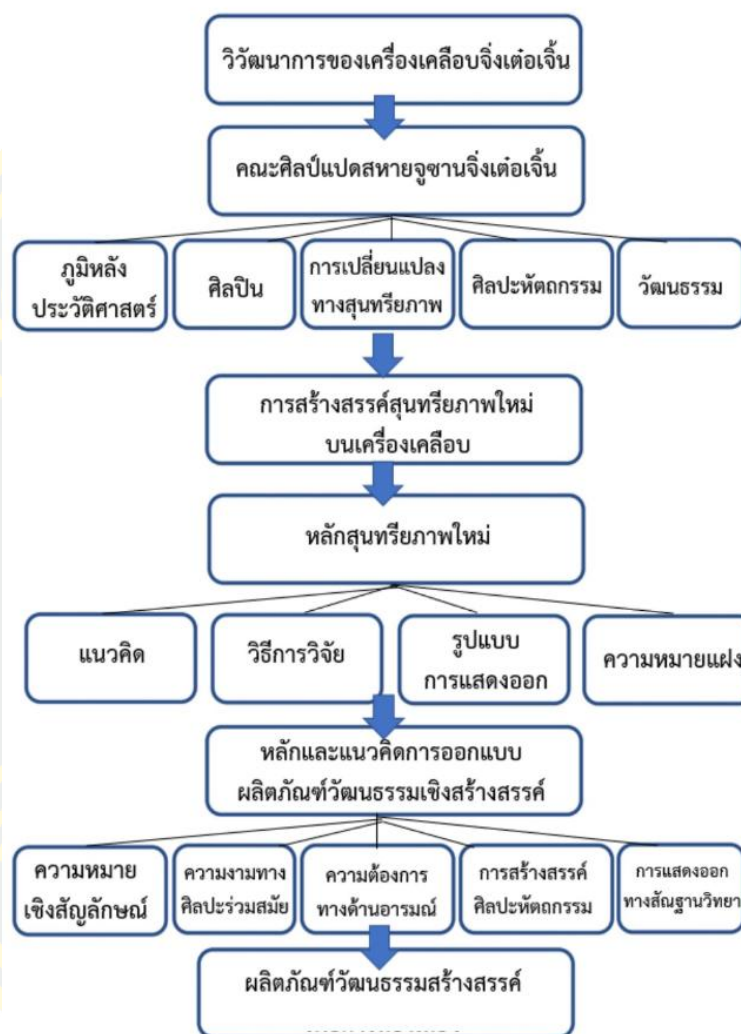 วิวัฒนาการของเครื่องเคลือบจิ่งเต๋อเจิ้น
คณะศิลป์แปดสหายจูซานจิ่งเต๋อเจิ้น
ภูมิหลัง
ประวัติศาสตร์
ศิลปิน
การเปลี่ยนแปลง
ทางสุนทรียภาพ
ศิลปะหัตถกรรม
วัฒนธรรม
การสร้างสรรค์สุนทรียภาพใหม่
บนเครื่องเคลือบ
หลักสุนทรียภาพใหม่
แนวคิด
วิธีการวิจัย
รูปแบบ
การแสดงออก
ความหมายแฝง
หลักและแนวคิดการออกแบบ
ผลิตภัณฑ์วัฒนธรรมเชิงสร้างสรรค์
ความหมาย
เชิงสัญลักษณ์
ความงามทาง
ศิลปะร่วมสมัย
ความต้องการ
ทางด้านอารมณ์
การสร้างสรรค์
ศิลปะหัตถกรรม
การแสดงออก
ทางสัณฐานวิทยา
ผลิตภัณฑ์วัฒนธรรมสร้างสรรค์